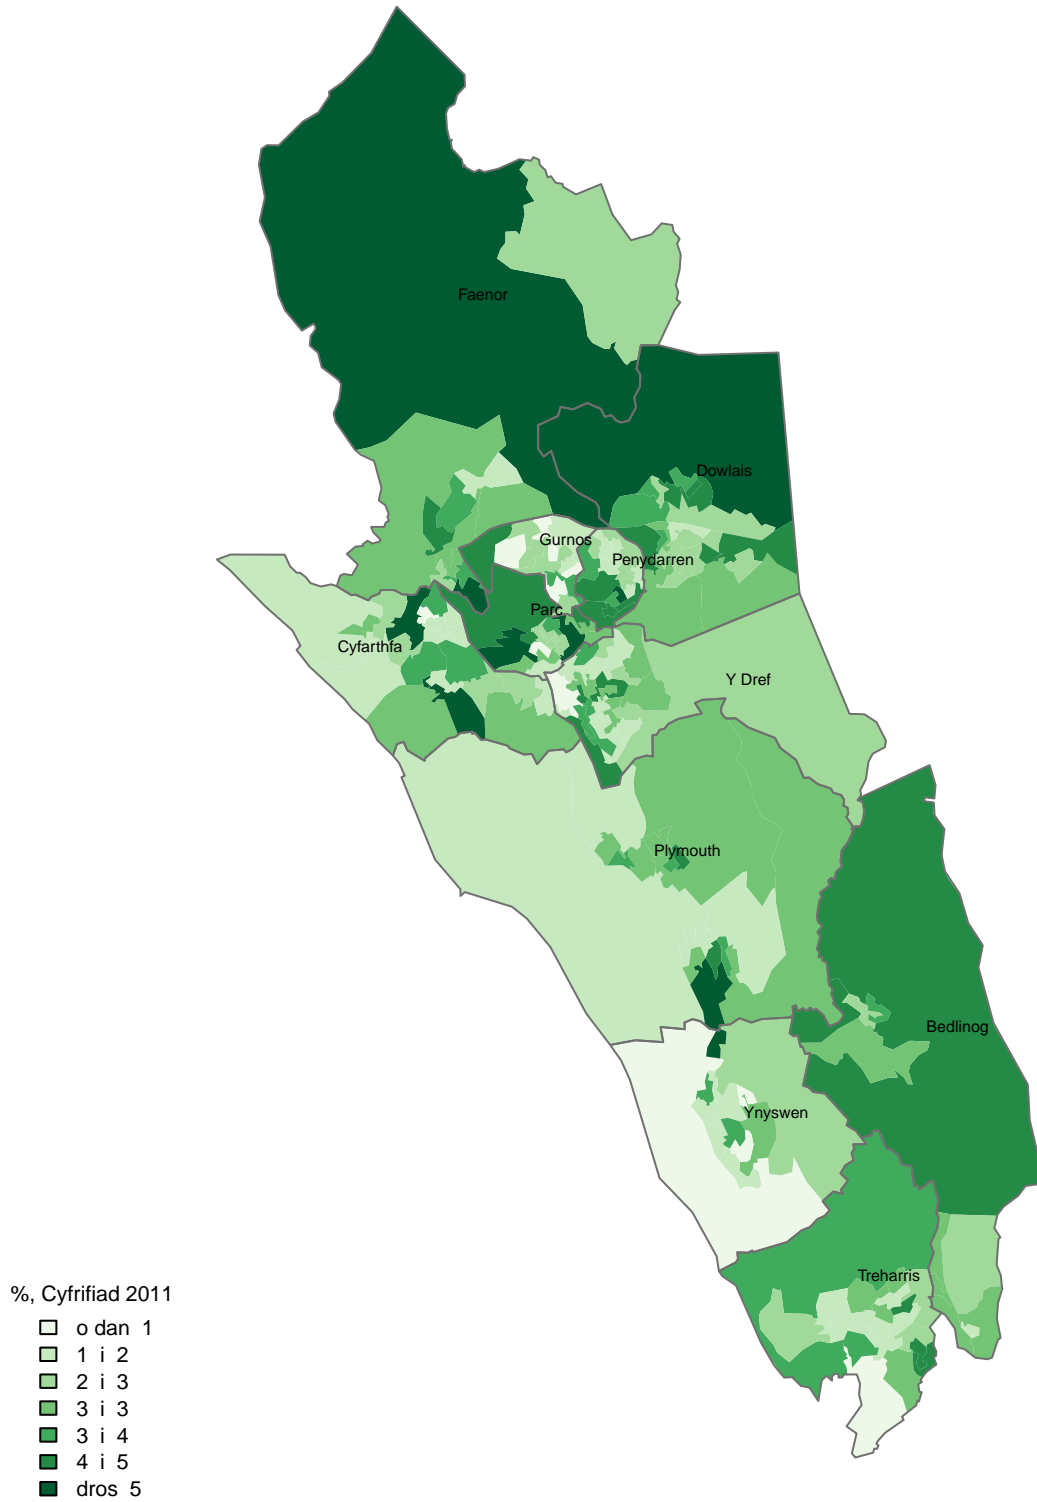 Faenor
Dowlais
Gurnos
Penydarren
Parc
Cyfarthfa
Y Dref
Plymouth
Bedlinog
Ynyswen
Treharris
%, Cyfrifiad 2011
o dan 1
1 i 2
2 i 3
3 i 3
3 i 4
4 i 5
dros 5